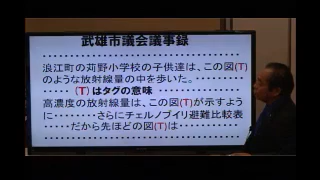 武雄市議会議事録
浪江町の苅野小学校の子供達は、この図(T)
のような放射線量の中を歩いた。・・・・・・・・・・
・・・・・・・ (T)はタグの意味 ・・・・・・・・・・・・・
高濃度の放射線量は、この図(T)が示すよう
に・・・・・・・・さらにチェルノブイリ避難比較表
・・・・・・・・だから先ほどの図(T)は・・・・・・・・